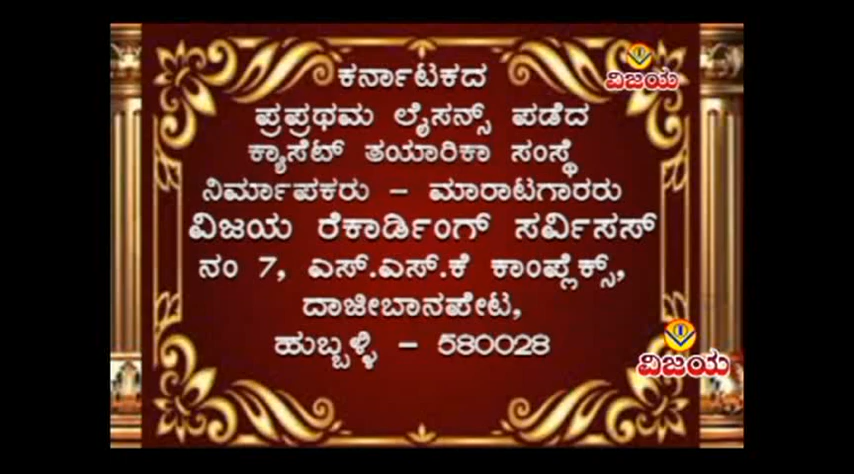 ವಿಜಯ
ಕರ್ನಾಟಕದ
ಪ್ರಪ್ರಥಮ ಲೈಸನ್ಸ್ ಪಡೆದ
ಕ್ಯಾಸೆಟ್ ತಯಾರಿಕಾ ಸಂಸ್ಥೆ
ನಿರ್ಮಾಪಕರು – ಮಾರಾಟಗಾರರು
ವಿಜಯ ರೆಕಾರ್ಡಿಂಗ್ ಸರ್ವಿಸಸ್
ನಂ 7, ಎಸ್.ಎಸ್.ಕೆ ಕಾಂಪ್ಲೆಕ್ಸ್,
ದಾಜೀಬಾನಪೇಟ,
ಹುಬ್ಬಳ್ಳಿ – 580028
ವಿಜಯ